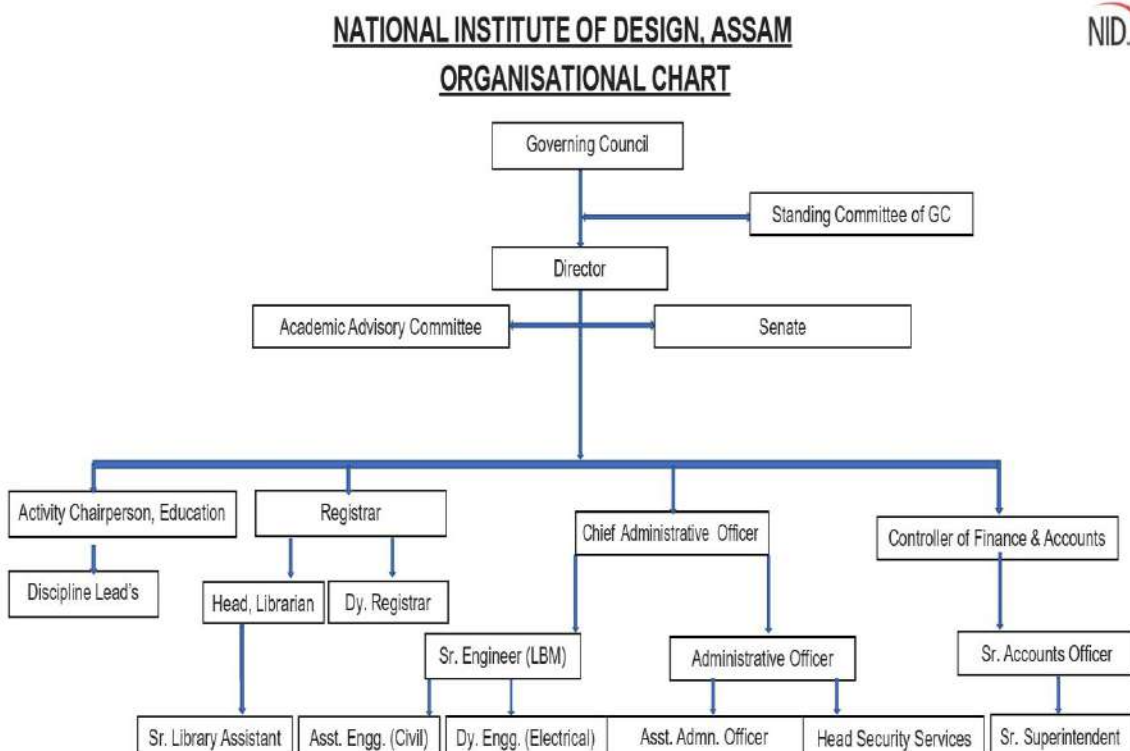 NATIONAL INSTITUTE OF DESIGN, ASSAM
NID
ORGANISATIONAL CHART
Governing Council
Standing Committee of GC
Director
Academic Advisory Committee
Senate
Activity Chairperson, Education
Registrar
Chief Administrative Officer
Controller of Finance & Accounts
Discipline Lead's
Head, Librarian
Dy. Registrar
Sr. Engineer (LBM)
Administrative Officer
Sr. Accounts Officer
Sr. Library Assistant
Asst. Engg. (Civil)
Dy. Engg. (Electrical)
Asst. Admn. Officer
Head Security Services
Sr. Superintendent